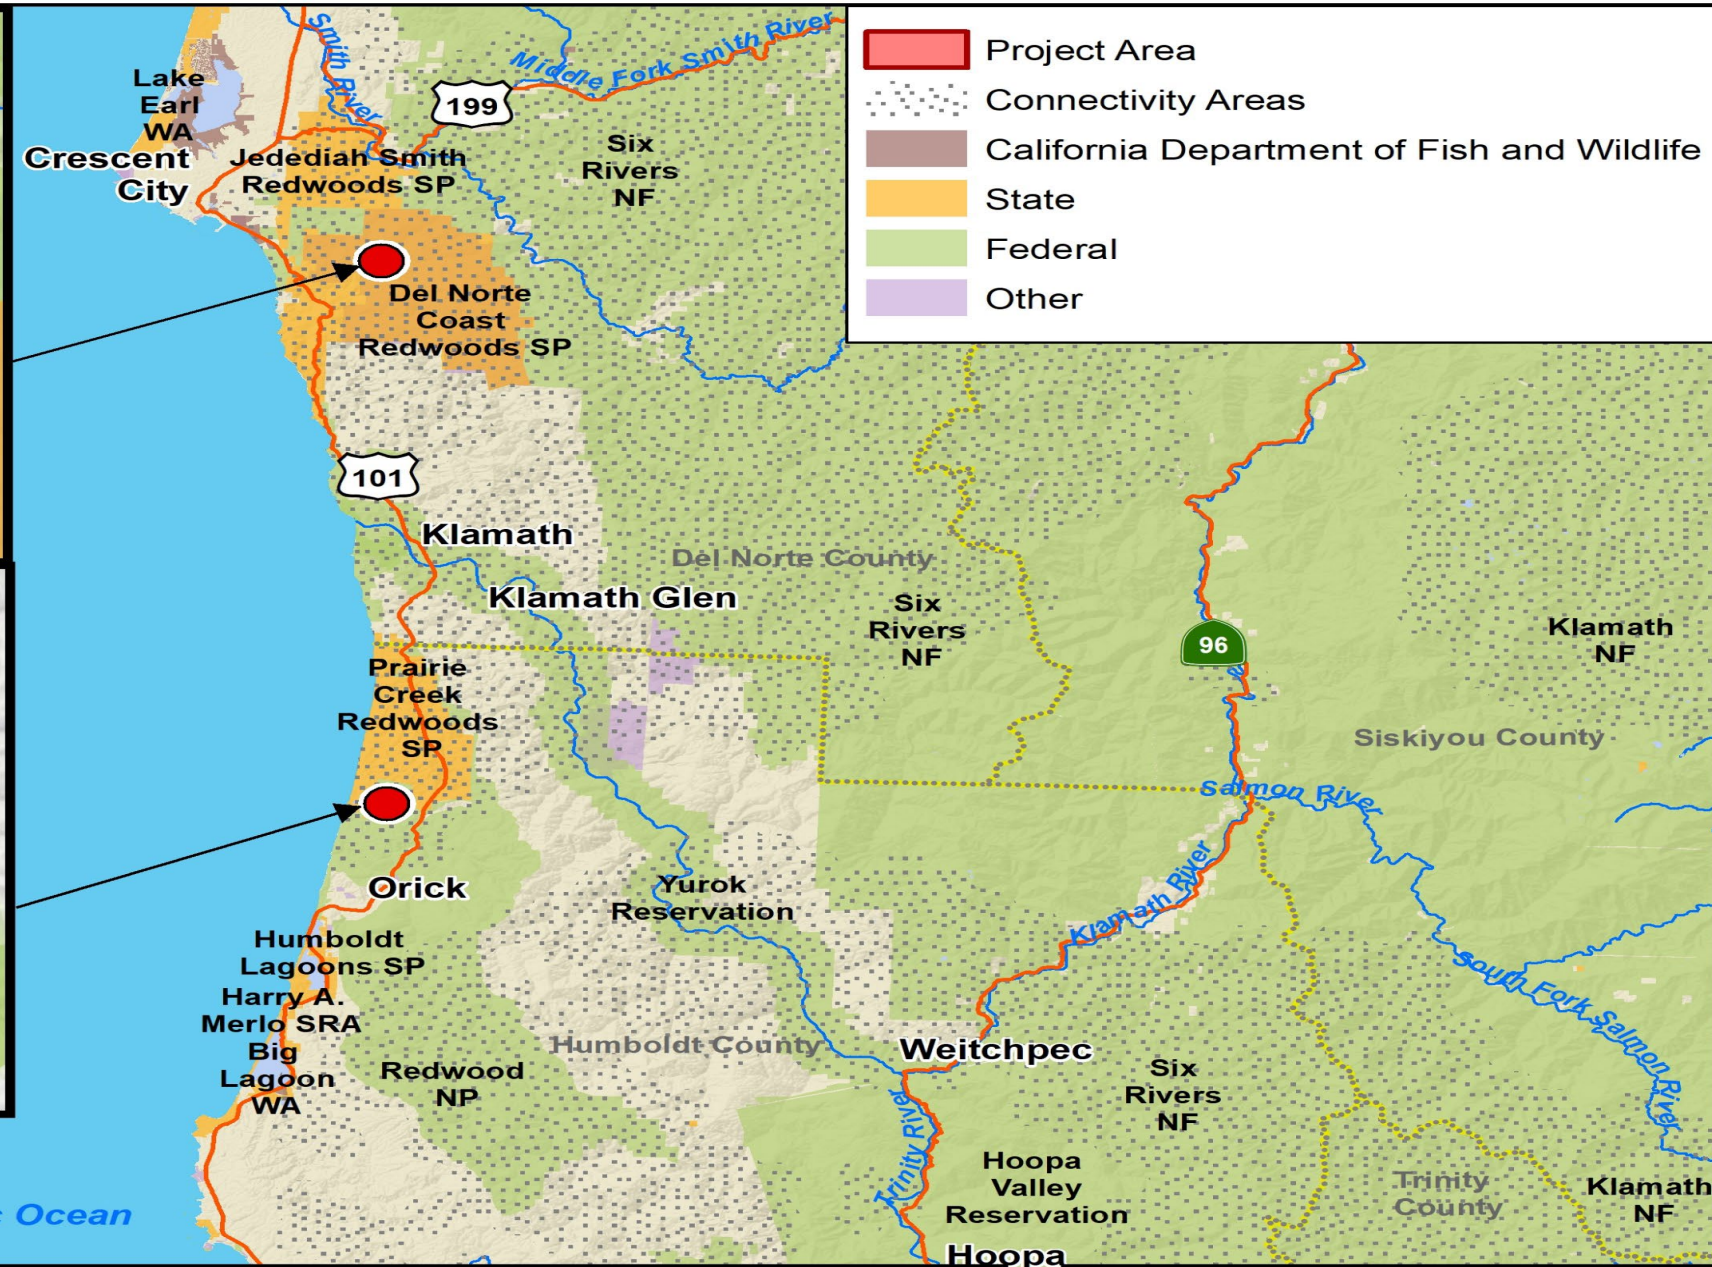 Project Area
Connectivity Areas
California Department of Fish and Wildlife
State
Federal
Other
Smith River
Middle Fork Smith River
199
Lake
Earl
WA
Crescent
City
Jedediah Smith
Redwoods SP
Six
Rivers
NF
Del Norte
Coast
Redwoods SP
101
Klamath
Klamath Glen
Del Norte County
Six
Rivers
NF
96
Klamath
NF
Prairie
Creek
Redwoods
SP
Siskiyou County
Salmon River
Klamath River
Orick
Yurok
Reservation
Humboldt
Lagoons SP
Harry A.
Merlo SRA
Big
Lagoon
WA
Redwood
NP
Humboldt County
Weitchpec
South Fork Salmon River
Six
Rivers
NF
Trinity River
Hoopa
Valley
Reservation
Hoopa
Trinity
County
Klamath
NF
c Ocean